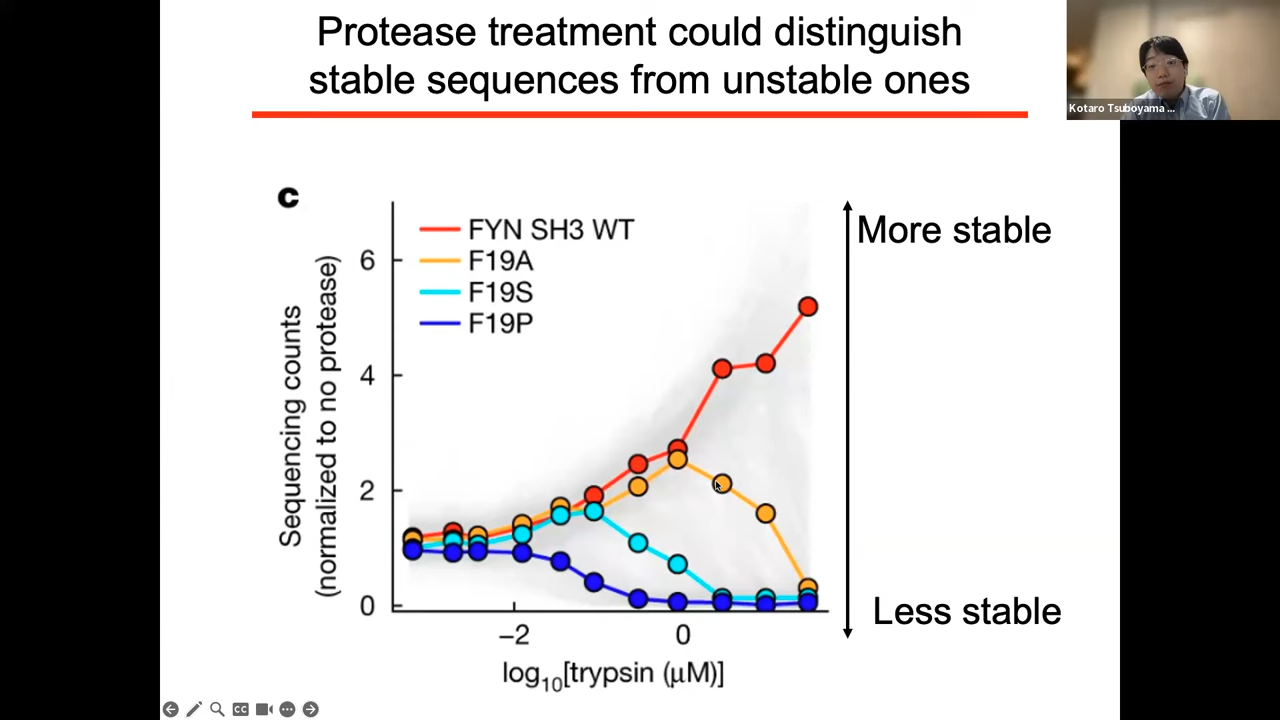 Protease treatment could distinguish
stable sequences from unstable ones
Kotaro Tsuboyama ...
c
FYN SH3 WT
F19A
F19S
F19P
More stable
Less stable
Sequencing counts
(normalized to no protease)
6
4
2
0
−2
0
log10[trypsin (μM)]
CC